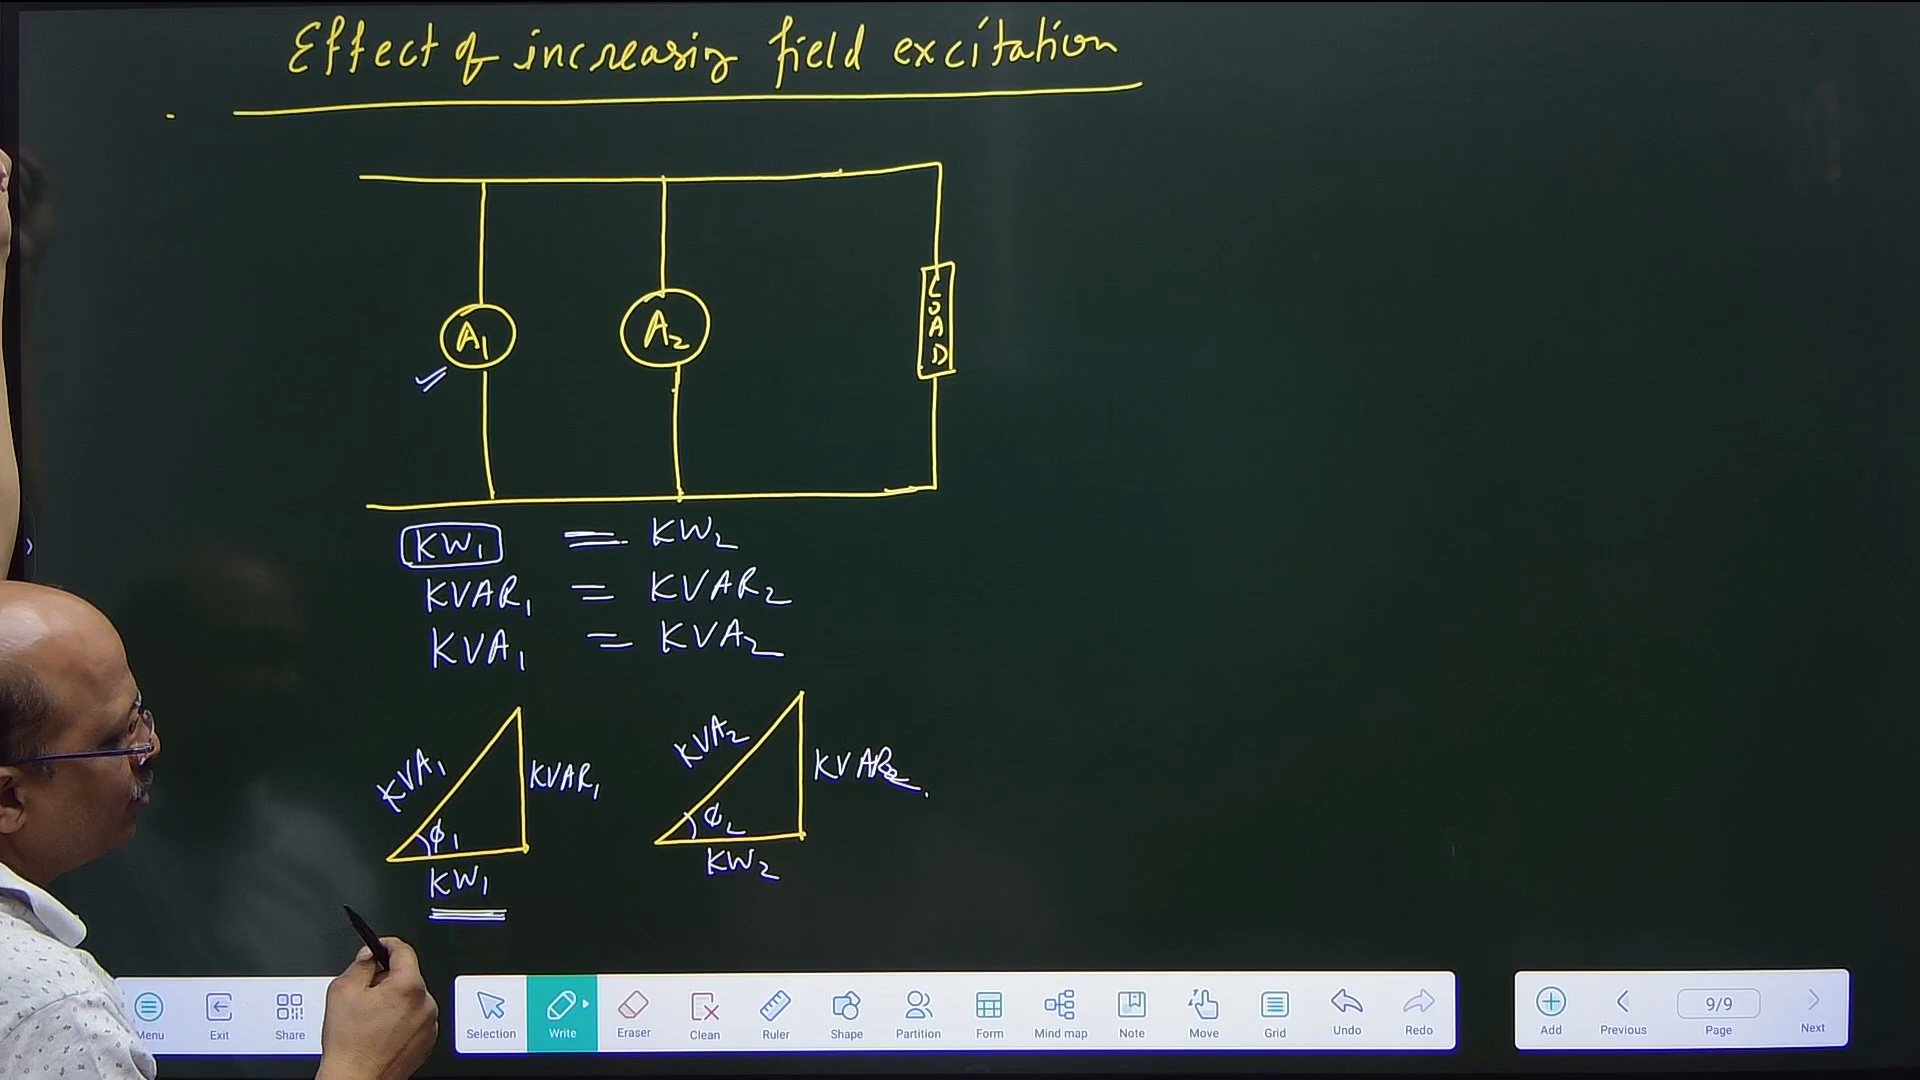 Effect of increasing field excitation
A1
A2
LOAD
KW1 = KW2
KVAR1 = KVAR2
KVA1 = KVA2
KVA1
KVAR1
φ1
KW1
KVA2
KVAR2
φ2
KW2
Menu Exit Share Selection Write Eraser Clean Ruler Shape Partition Form Mind map Note Move Grid Undo Redo Add Previous 9/9 Page Next